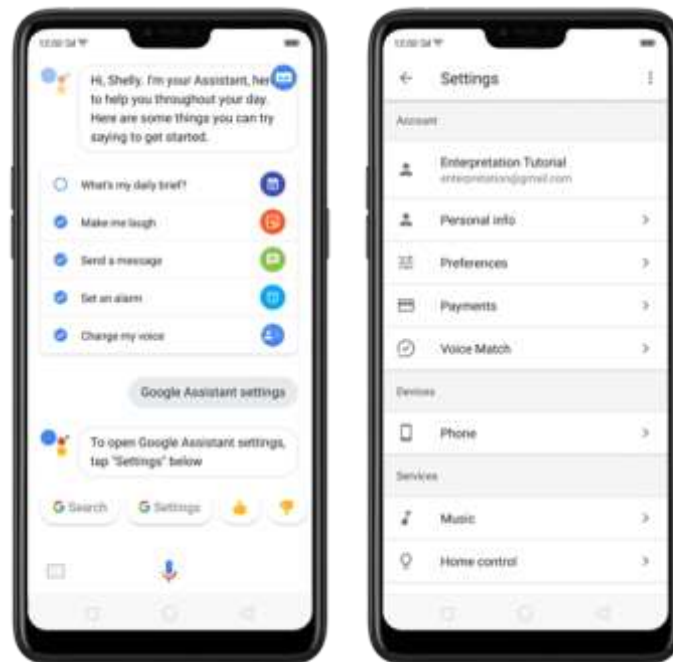 Hi, Shelly. I'm your Assistant, her
to help you throughout your day.
Here are some things you can try
saying to get started.
What's my daily brief?
Make me laugh
Send a message
Set an alarm
Change my voice
Google Assistant settings
To open Google Assistant settings,
tap "Settings" below
G Search
G Settings
Settings
Account
Enterpretation Tutorial
enterpretation@gmail.com
Personal info
Preferences
Payments
Voice Match
Devices
Phone
Services
Music
Home control